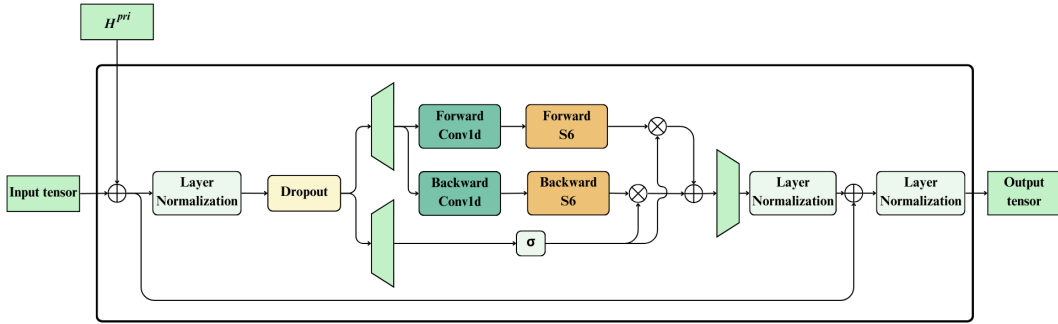 H^pri
Input tensor
Layer
Normalization
Dropout
Forward
Conv1d
Forward
S6
Backward
Conv1d
Backward
S6
σ
Layer
Normalization
Layer
Normalization
Output
tensor